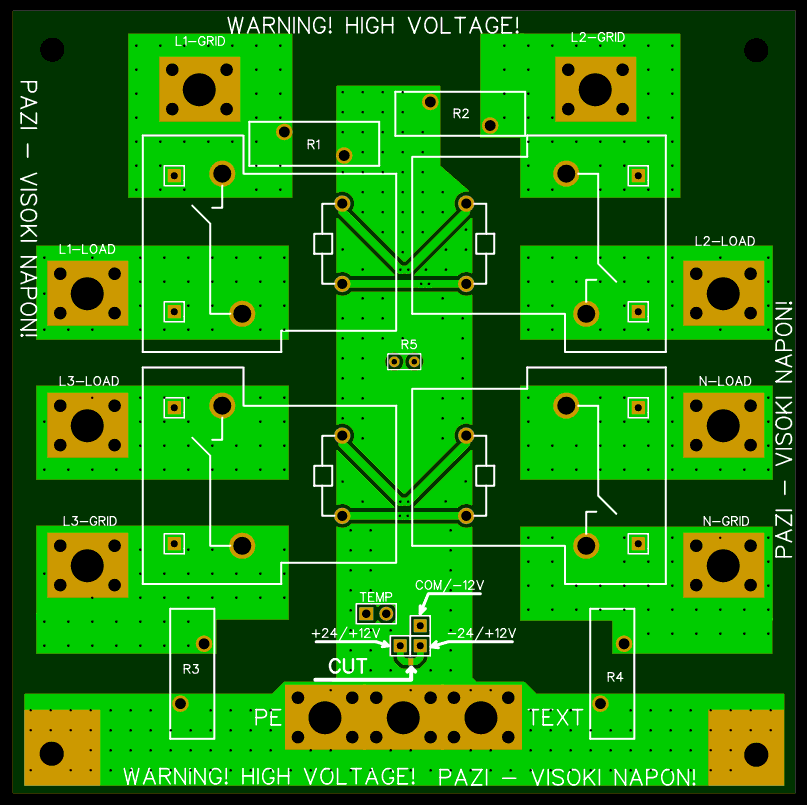 WARNING! HIGH VOLTAGE!
L1-GRID
L2-GRID
PAZI - VISOKI NAPON!
R1
R2
L1-LOAD
L2-LOAD
PAZI - VISOKI NAPON!
R5
L3-LOAD
N-LOAD
L3-GRID
N-GRID
TEMP
COM/-12V
+24/+12V
-24/+12V
CUT
R3
R4
PE
TEXT
WARNING! HIGH VOLTAGE! PAZI - VISOKI NAPON!